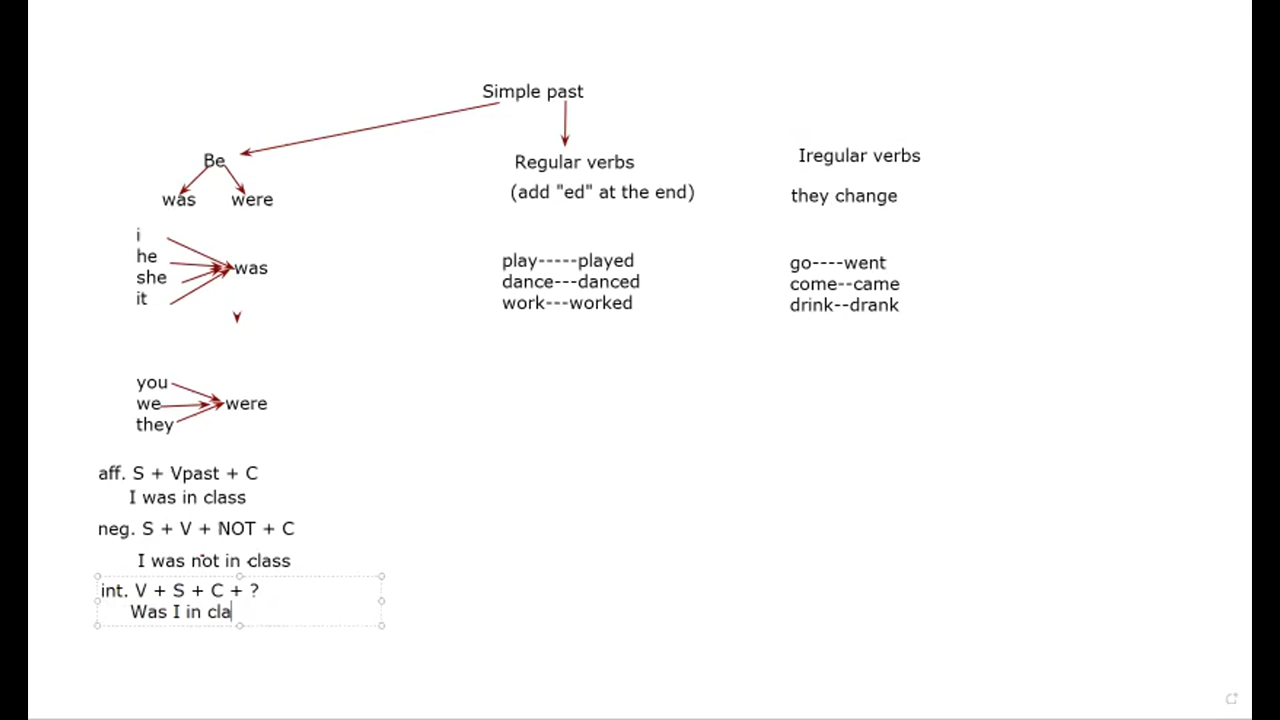 Simple past
Be
was were
i
he
she
it
was
you
we
they
were
aff. S + Vpast + C
I was in class
neg. S + V + NOT + C
I was not in class
int. V + S + C + ?
Was I in cla
Regular verbs
(add "ed" at the end)
play-----played
dance---danced
work---worked
Iregular verbs
they change
go----went
come--came
drink--drank